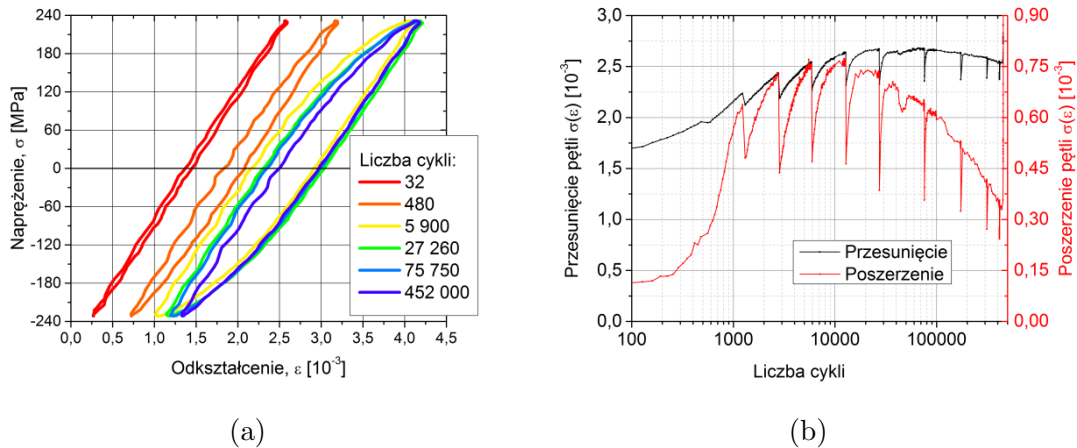 240
180
120
60
0
-60
-120
-180
-240
Naprężenie, σ [MPa]
0,0 0,5 1,0 1,5 2,0 2,5 3,0 3,5 4,0 4,5
Odkształcenie, ε [10⁻³]
Liczba cykli:
32
480
5 900
27 260
75 750
452 000
(a)
3,0
2,5
2,0
1,5
1,0
0,5
0,0
Przesunięcie pętli σ(ε) [10⁻³]
100 1000 10000 100000
Liczba cykli
Przesunięcie
Poszerzenie
0,90
0,75
0,60
0,45
0,30
0,15
0,00
Poszerzenie pętli σ(ε) [10⁻³]
(b)